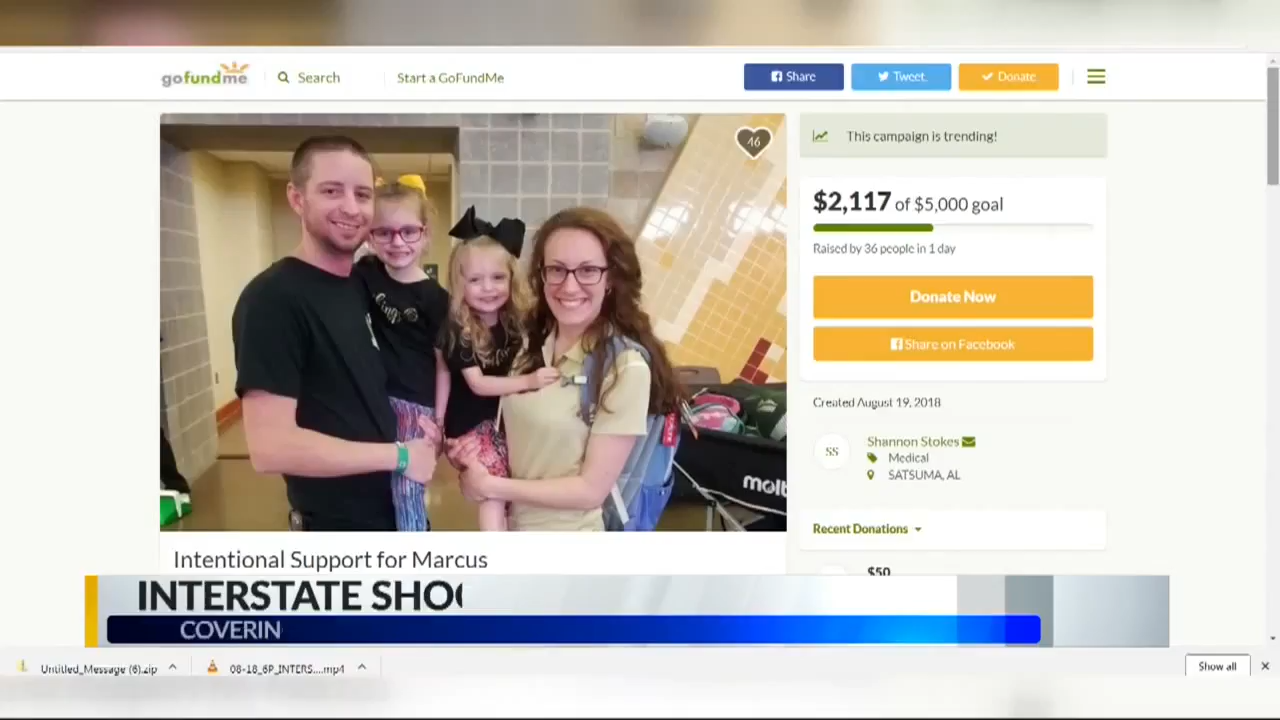 gofundme
Search
Start a GoFundMe
Share
Tweet
Donate
46
This campaign is trending!
$2,117 of $5,000 goal
Raised by 36 people in 1 day
Donate Now
Share on Facebook
Created August 19, 2018
SS
Shannon Stokes
Medical
SATSUMA, AL
Recent Donations
$50
molt
Intentional Support for Marcus
INTERSTATE SHO
COVERIN
Untitled_Message (6).zip
08-18_6P_INTERS....mp4
Show all